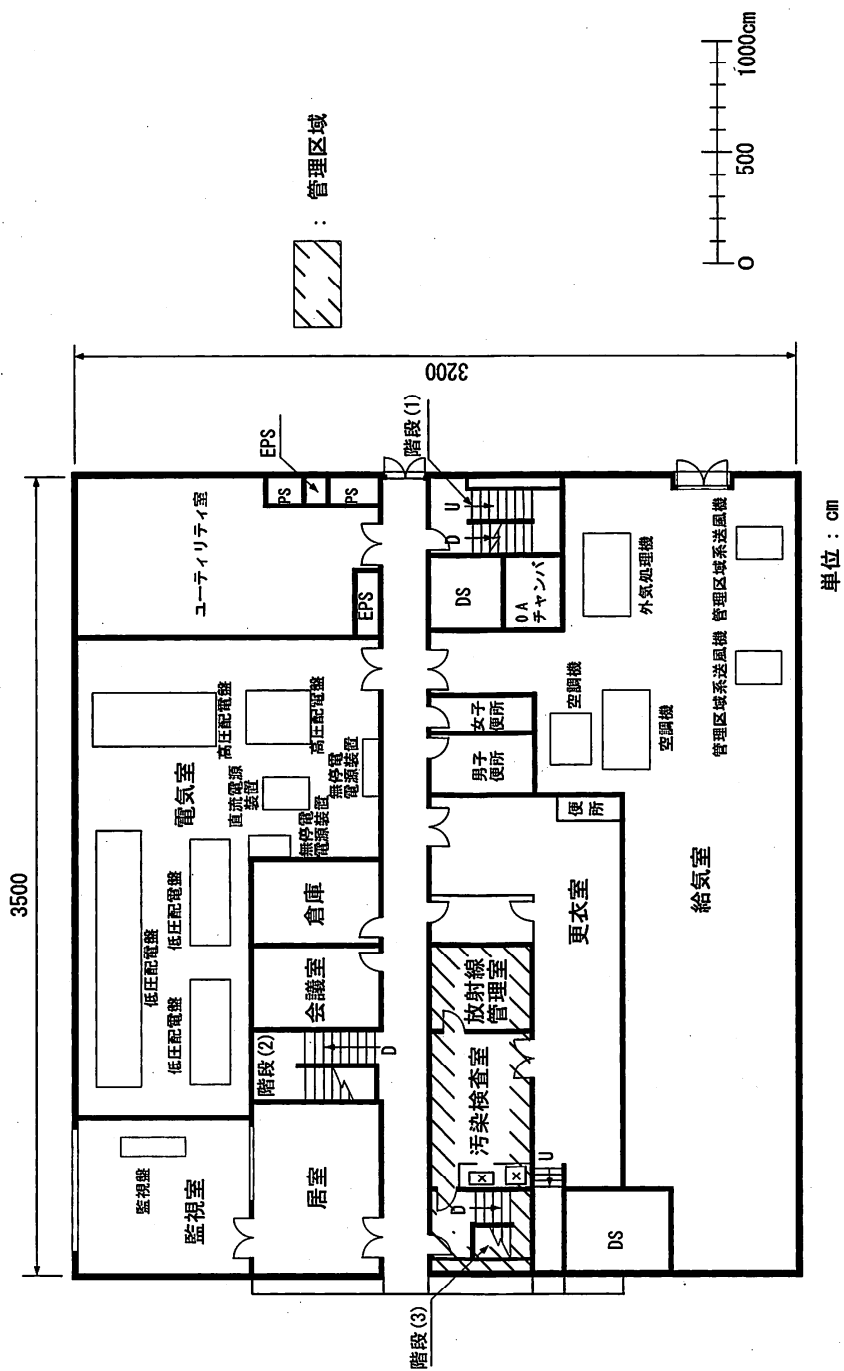 3500
3200
監視盤
監視室
居室
低圧配電盤
低圧配電盤
低圧配電盤
階段(2)
D
会議室
倉庫
電気室
直流電源
装置
無停電
電源装置
無停電
電源装置
高圧配電盤
高圧配電盤
ユーティリティ室
EPS
PS
PS
EPS
階段(1)
U
D
DS
OA
チャンバ
女子
便所
男子
便所
更衣室
便
所
放射線
管理室
汚染検査室
U
D
階段(3)
DS
給気室
空調機
空調機
外気処理機
管理区域系送風機
管理区域系送風機
: 管理区域
0
500
1000cm
単位 : cm